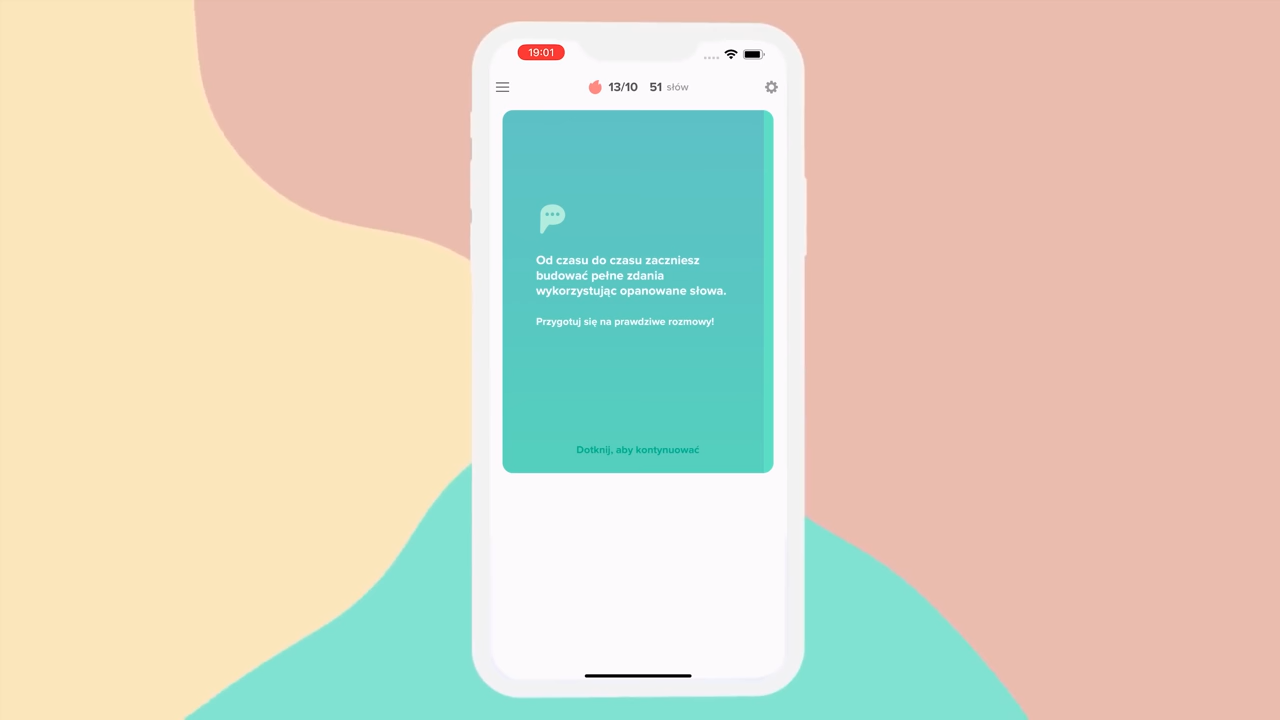 19:01
13/10 51 słów
Od czasu do czasu zaczniesz
budować pełne zdania
wykorzystując opanowane słowa.
Przygotuj się na prawdziwe rozmowy!
Dotknij, aby kontynuować